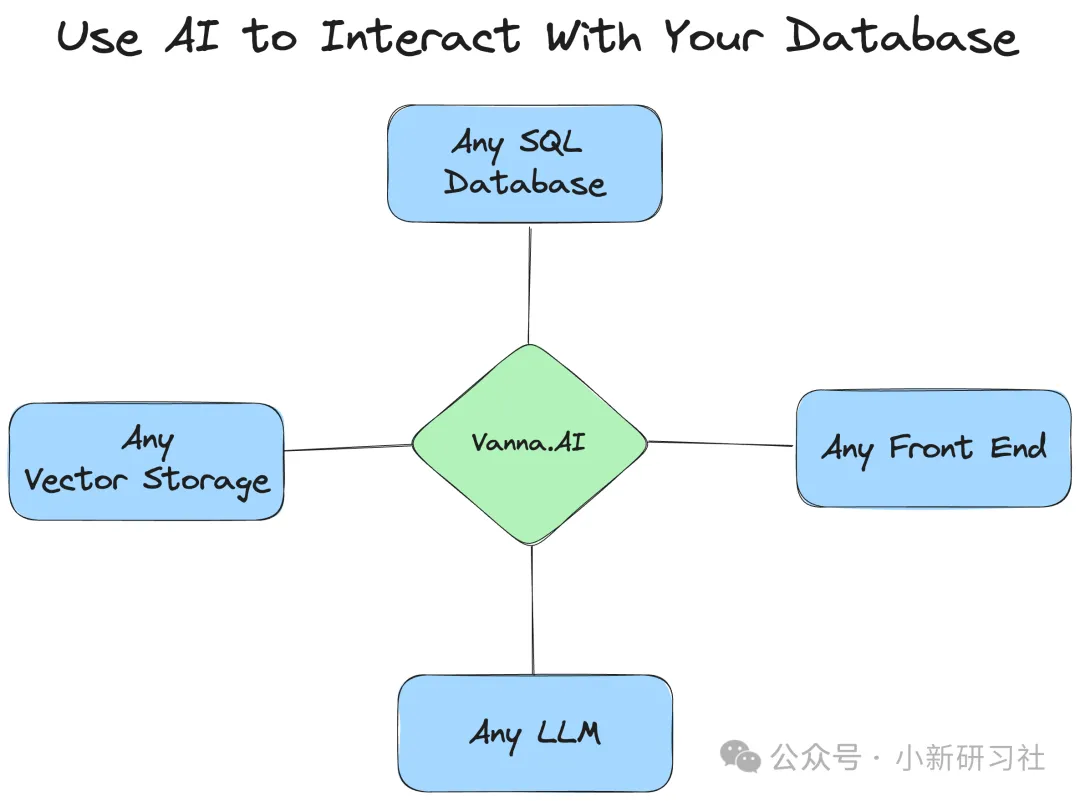 Use AI to Interact With Your Database
Any SQL
Database
Any
Vector Storage
Vanna.AI
Any Front End
Any LLM
公众号 · 小新研习社